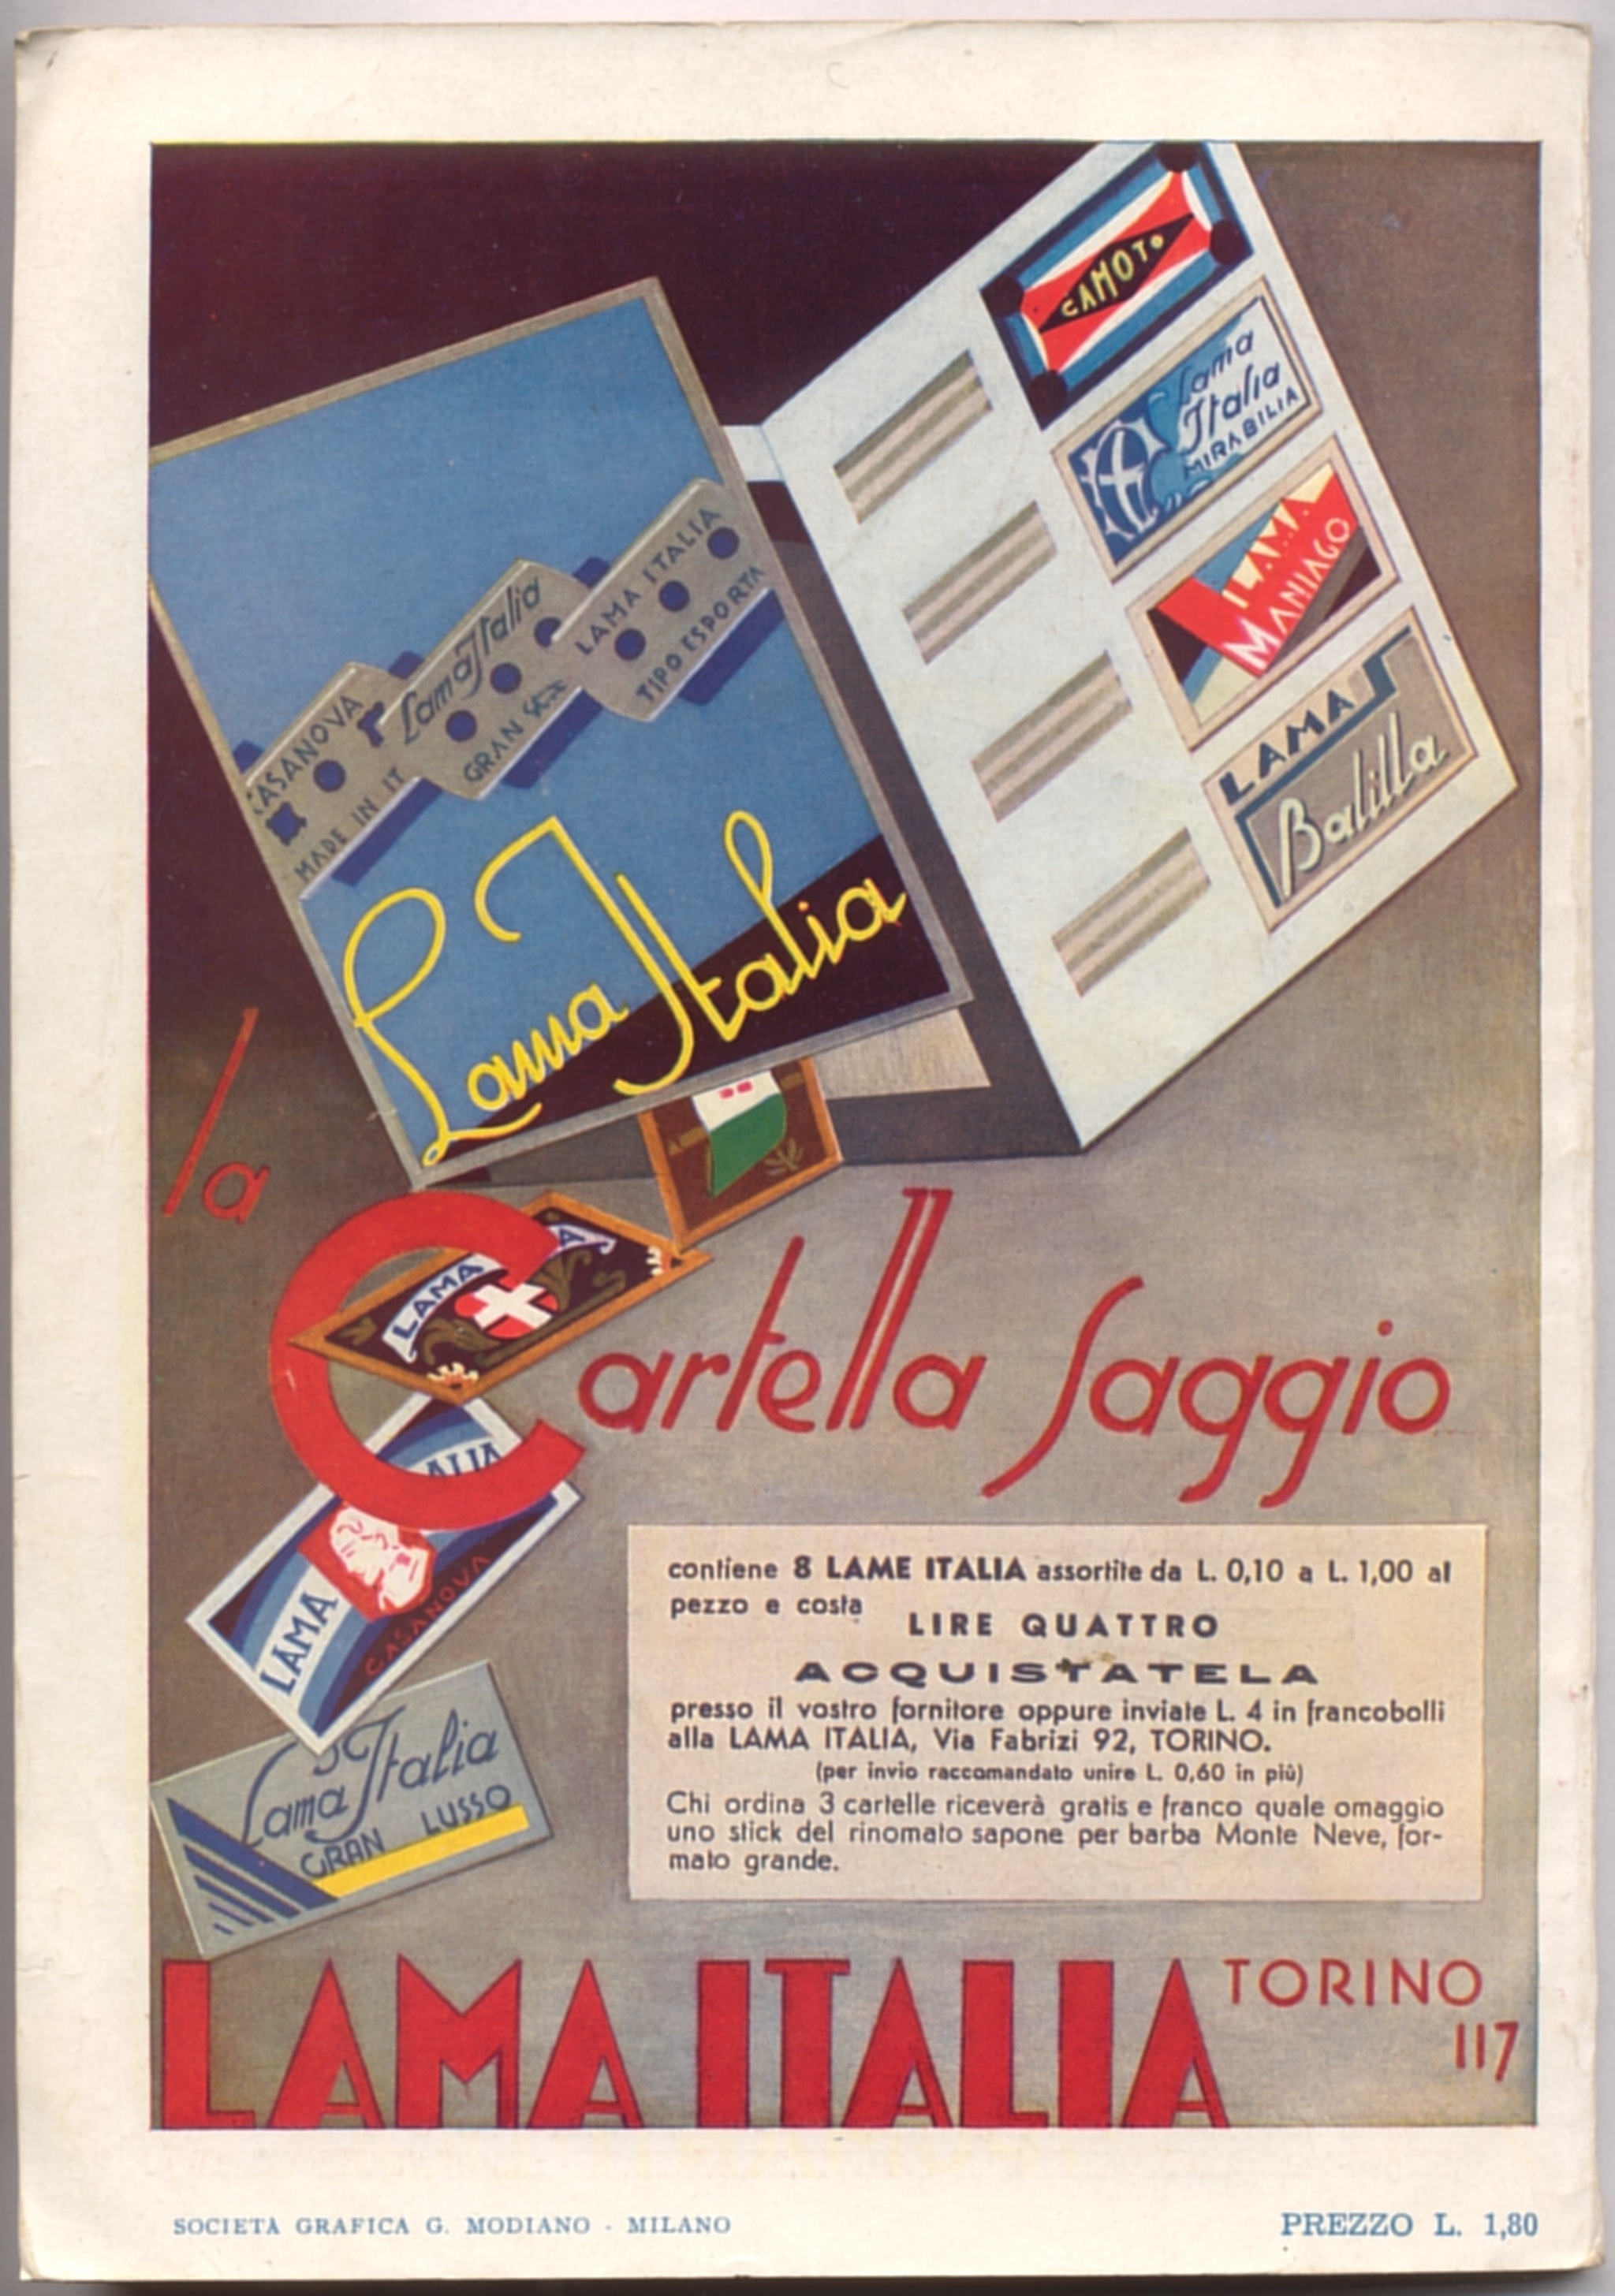 CAMOTO
Lama
Italia
MIRABILIA
LAMA
MANIAGO
LAMA
Balilla
CASANOVA
MADE IN IT
Lama Italia
GRAN
LAMA ITALIA
TIPO ESPORTA
Lama Italia
la
Cartella Saggio
LAMA
ALIA
LAMA
CASANOVA
Lama Italia
GRAN LUSSO
contiene 8 LAME ITALIA assortite da L. 0,10 a L. 1,00 al
pezzo e costa
LIRE QUATTRO
ACQUISTATELA
presso il vostro fornitore oppure inviate L. 4 in francobolli
alla LAMA ITALIA, Via Fabrizi 92, TORINO.
(per invio raccomandato unire L. 0,60 in più)
Chi ordina 3 cartelle riceverà gratis e franco quale omaggio
uno stick del rinomato sapone per barba Monte Neve, for-
mato grande.
LAMA ITALIA TORINO
117
SOCIETÀ GRAFICA G. MODIANO - MILANO
PREZZO L. 1,80